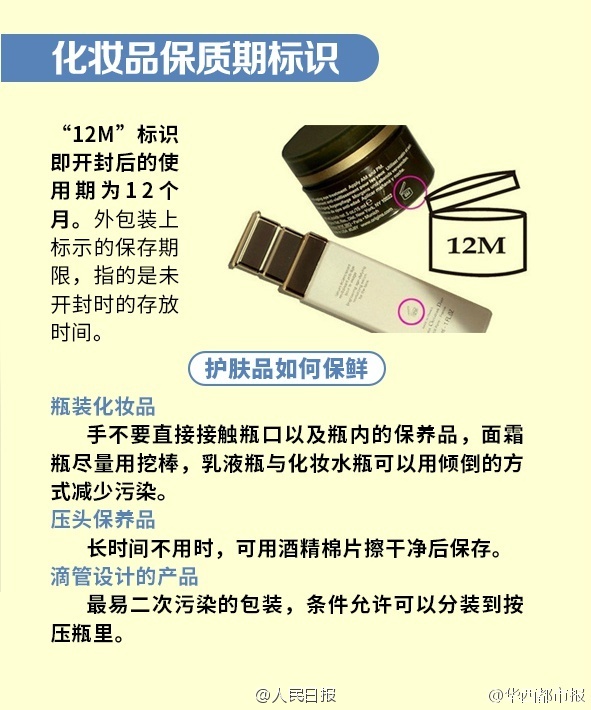 化妆品保质期标识
“12M”标识
即开封后的使
用期为12个
月。外包装上
标示的保存期
限，指的是未
开封时的存放
时间。
12M
护肤品如何保鲜
瓶装化妆品
手不要直接接触瓶口以及瓶内的保养品，面霜
瓶尽量用挖棒，乳液瓶与化妆水瓶可以用倾倒的方
式减少污染。
压头保养品
长时间不用时，可用酒精棉片擦干净后保存。
滴管设计的产品
最易二次污染的包装，条件允许可以分装到按
压瓶里。
@人民日报
@华西都市报